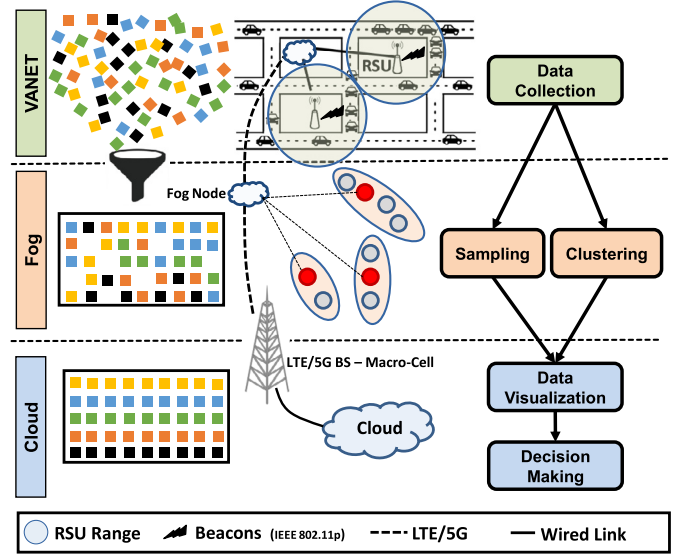 VANET
RSU
Data
Collection
Fog
Fog Node
Sampling
Clustering
LTE/5G BS – Macro-Cell
Cloud
Cloud
Data
Visualization
Decision
Making
RSU Range
Beacons (IEEE 802.11p)
LTE/5G
Wired Link